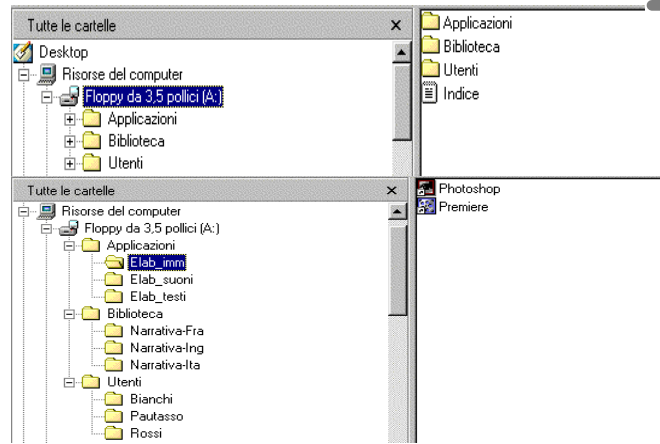 Tutte le cartelle
Desktop
Risorse del computer
Floppy da 3,5 pollici (A:)
Applicazioni
Biblioteca
Utenti
Applicazioni
Biblioteca
Utenti
Indice
Tutte le cartelle
Risorse del computer
Floppy da 3,5 pollici (A:)
Applicazioni
Elab_imm
Elab_suoni
Elab_testi
Biblioteca
Narrativa-Fra
Narrativa-Ing
Narrativa-Ita
Utenti
Bianchi
Pautasso
Rossi
Photoshop
Premiere